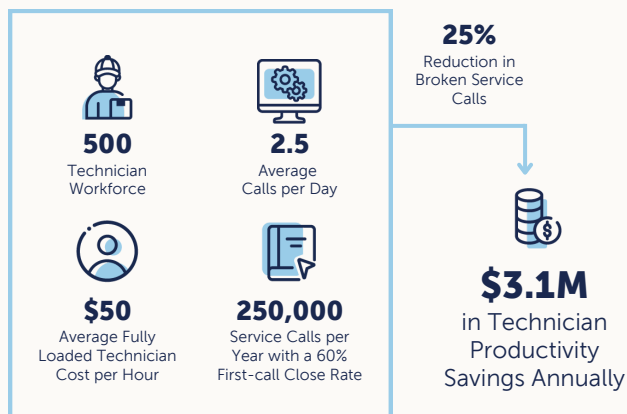 500
Technician
Workforce
2.5
Average
Calls per Day
$50
Average Fully
Loaded Technician
Cost per Hour
250,000
Service Calls per
Year with a 60%
First-call Close Rate
25%
Reduction in
Broken Service
Calls
$
$3.1M
in Technician
Productivity
Savings Annually